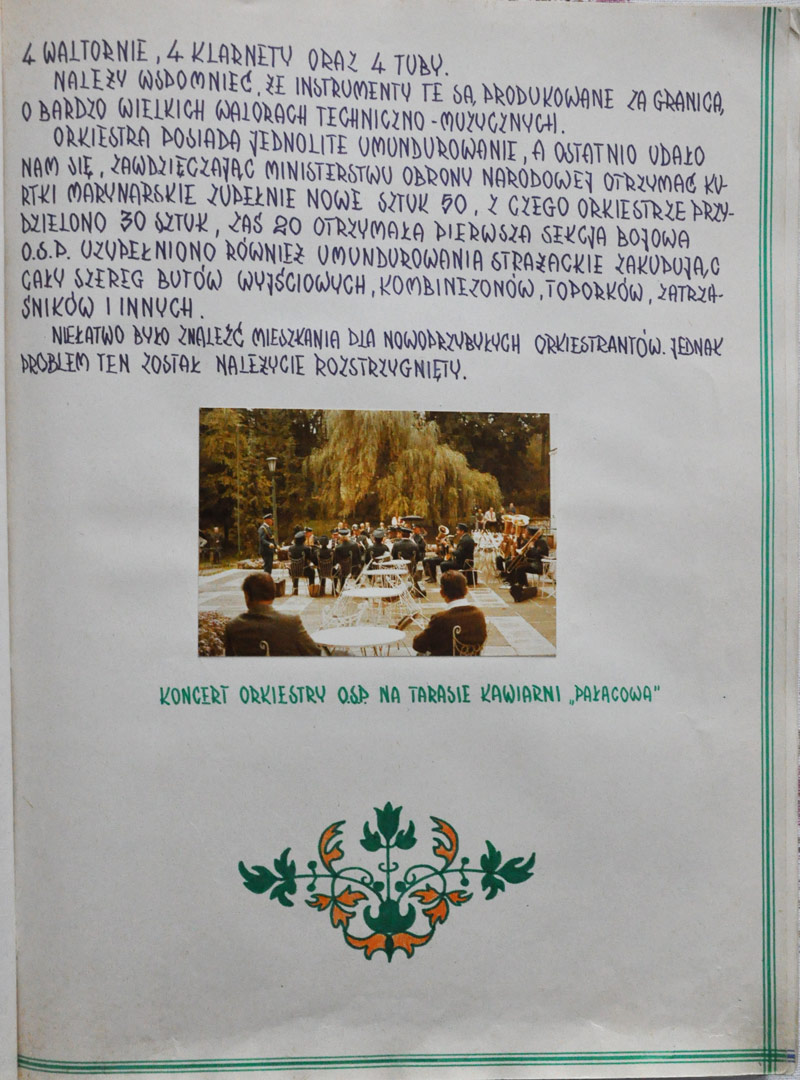 4 WALTORNIE, 4 KLARNETY ORAZ 4 TUBY.
NALEŻY WSPOMNIEĆ, ŻE INSTRUMENTY TE SĄ PRODUKOWANE ZA GRANICĄ,
O BARDZO WIELKICH WALORACH TECHNICZNO-MUZYCZNYCH.
ORKIESTRA POSIADA JEDNOLITE UMUNDUROWANIE, A OSTATNIO UDAŁO
NAM SIĘ, ZAWDZIĘCZAJĄC MINISTERSTWU OBRONY NARODOWEJ OTRZYMAĆ KU-
RTKI MARYNARSKIE ZUPEŁNIE NOWE SZTUK 50, Z CZEGO ORKIESTRZE PRZY-
DZIELONO 30 SZTUK, ZAŚ 20 OTRZYMAŁA PIERWSZA SEKCJA BOJOWA
O.S.P. UZUPEŁNIONO RÓWNIEŻ UMUNDUROWANIA STRAŻACKIE ZAKUPUJĄC
CAŁY SZEREG BUTÓW WYJŚCIOWYCH, KOMBINEZONÓW, TOPORKÓW, ZATRZA-
ŚNIKÓW I INNYCH.
NIEŁATWO BYŁO ZNALEŹĆ MIESZKANIA DLA NOWOPRZYBYŁYCH ORKIESTRANTÓW. JEDNAK
PROBLEM TEN ZOSTAŁ NALEŻYCIE ROZSTRZYGNIĘTY.
KONCERT ORKIESTRY O.S.P. NA TARASIE KAWIARNI „PAŁACOWA"